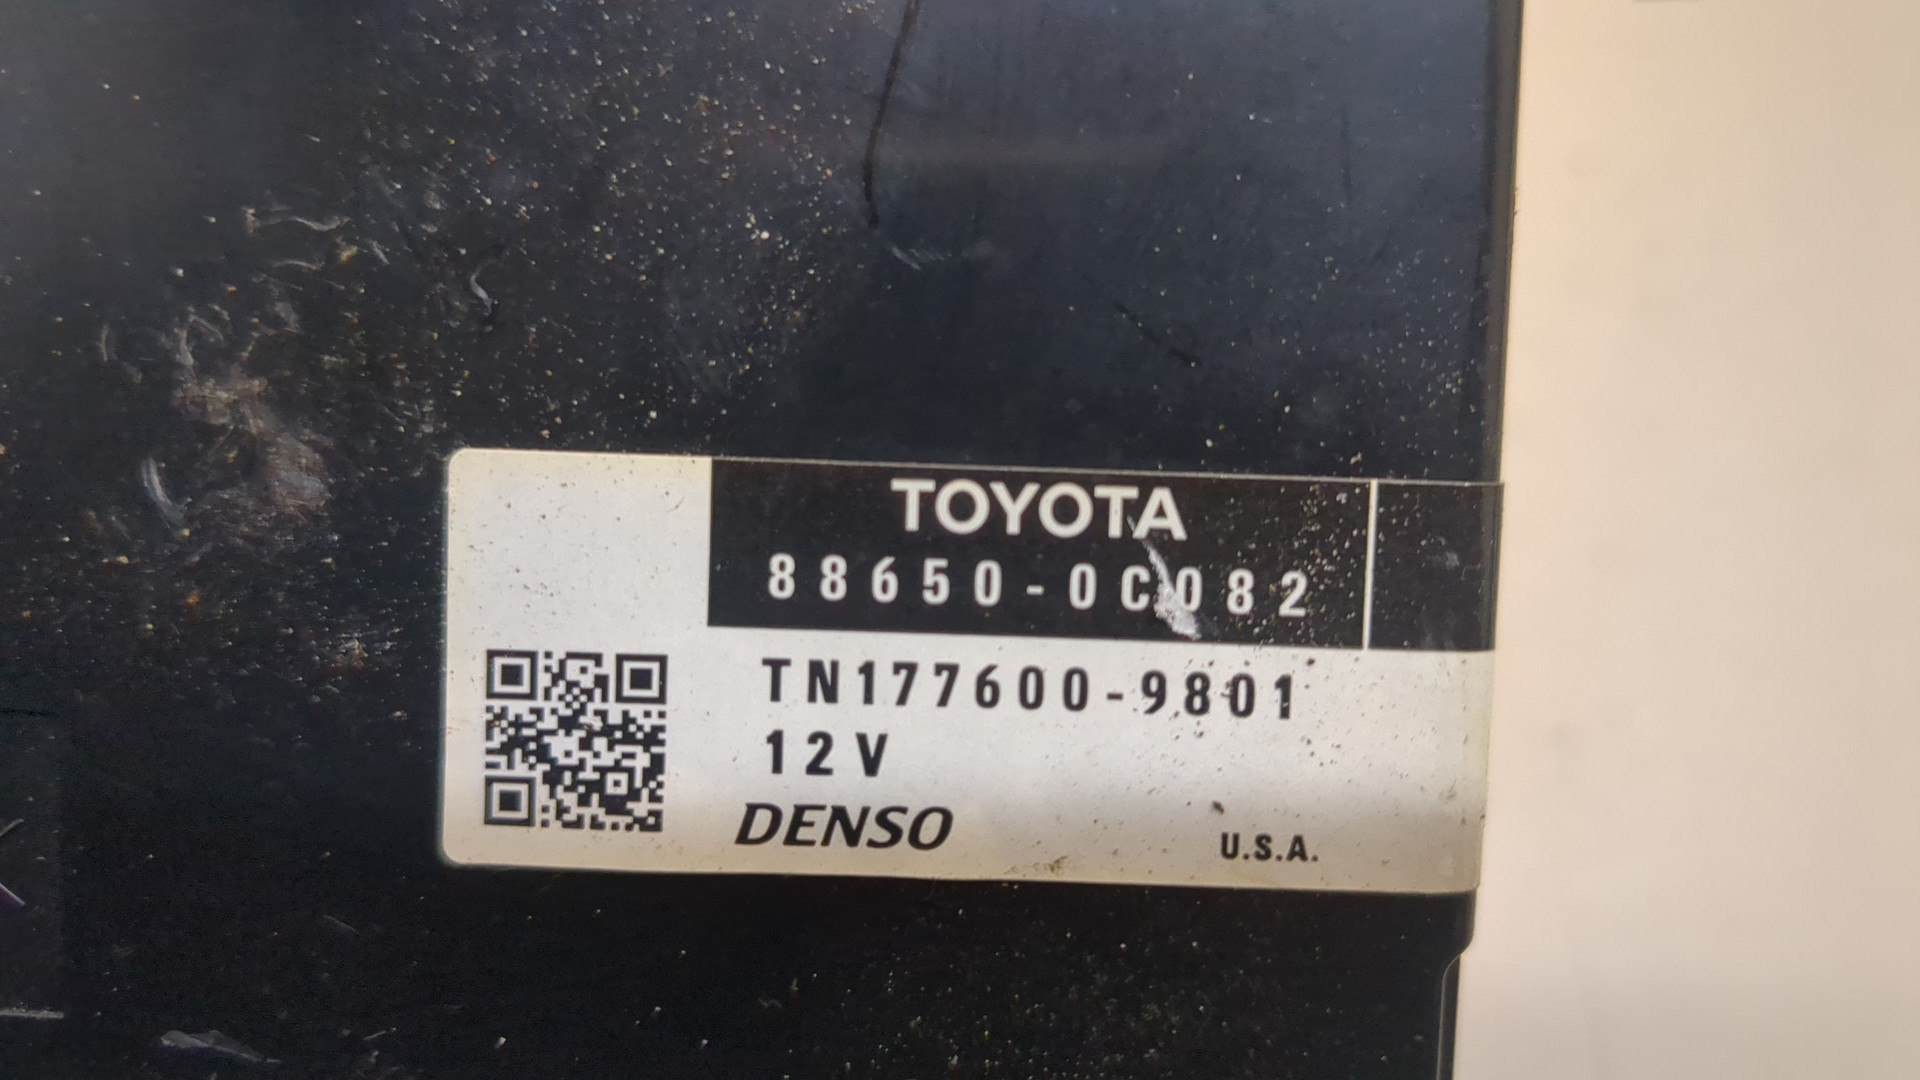 TOYOTA
88650-0C082
TN177600-9801
12V
DENSO
U.S.A.